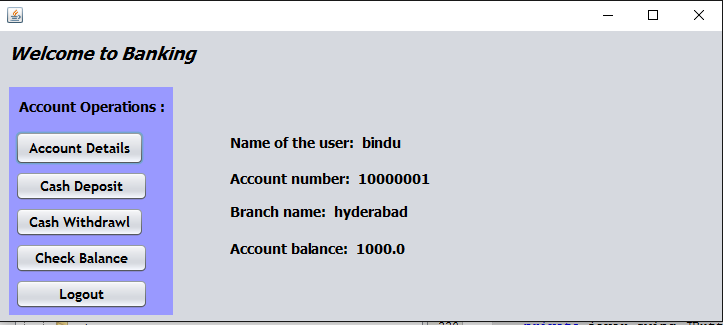 Welcome to Banking
Account Operations :
Account Details
Cash Deposit
Cash Withdrawl
Check Balance
Logout
Name of the user: bindu
Account number: 10000001
Branch name: hyderabad
Account balance: 1000.0